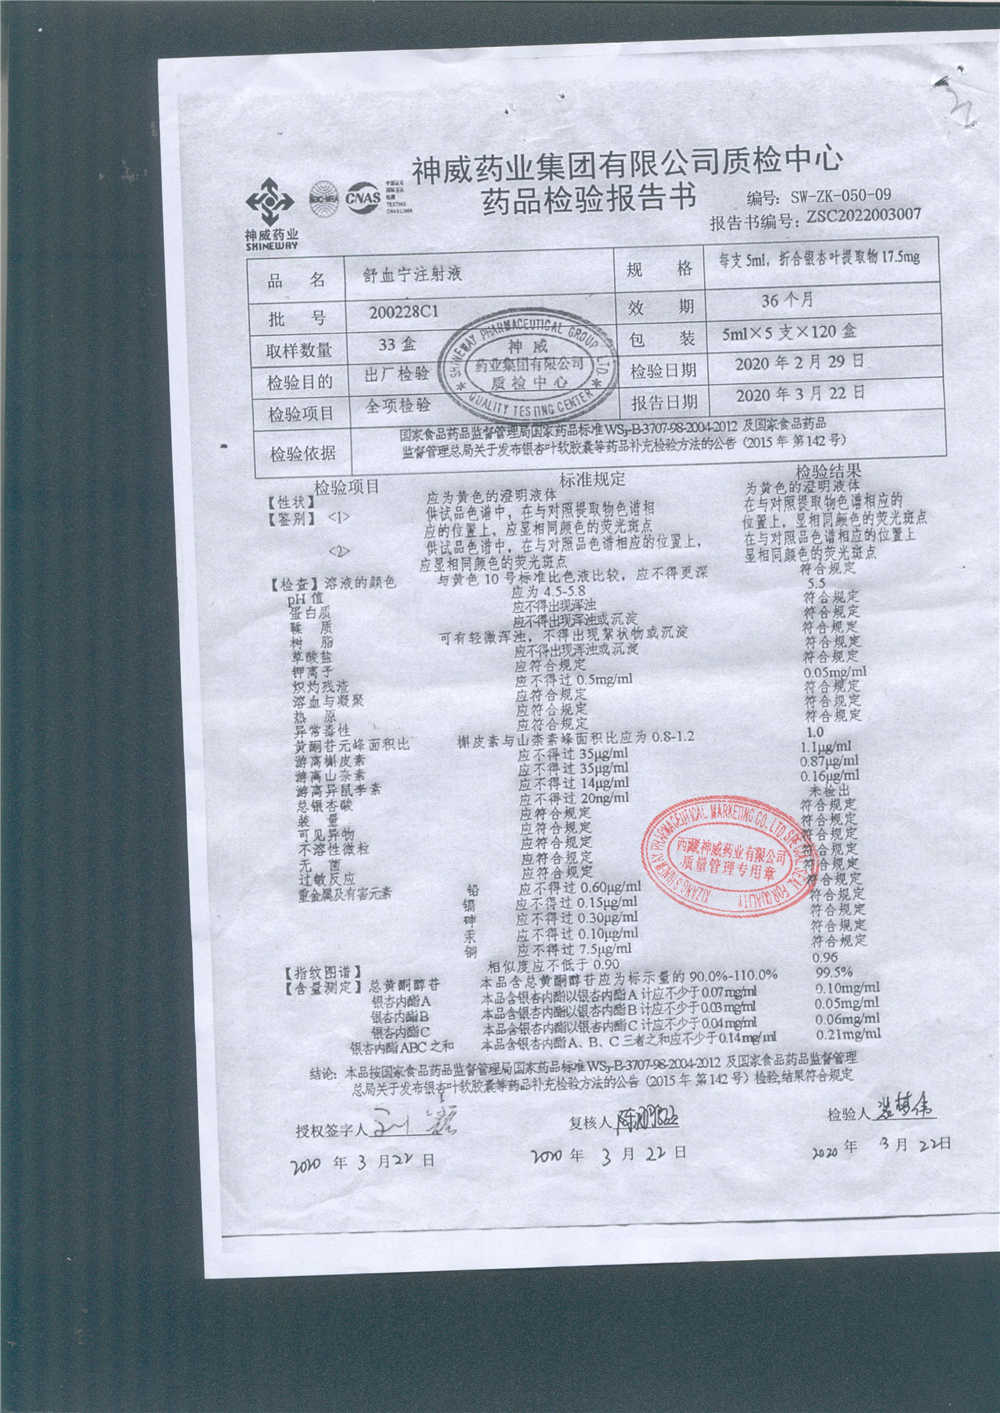 神威药业集团有限公司质检中心
药品检验报告书
神威药业
SHINEWAY
CNAS
TESTING
编号: SW-ZK-050-09
报告书编号: ZSC2022003007
品 名 舒血宁注射液 规 格 每支5ml, 折合银杏叶提取物17.5mg
批 号 200228C1 效 期 36个月
取样数量 33盒 包 装 5ml×5支×120盒
检验目的 出厂检验 检验日期 2020年2月29日
检验项目 全项检验 报告日期 2020年3月22日
检验依据 国家食品药品监督管理局国家药品标准WS3-B-3707-98-2004-2012 及国家食品药品
监督管理总局关于发布银杏叶软胶囊等药品补充检验方法的公告（2015年第142号）
SHINEWAY PHARMACEUTICAL GROUP LTD.
神威
药业集团有限公司
质检中心
QUALITY TESTING CENTER
检验项目 标准规定 检验结果
【性状】 应为黄色的澄明液体 为黄色的澄明液体
【鉴别】<1> 供试品色谱中，在与对照提取物色谱相 在与对照提取物色谱相应的
应的位置上，应显相同颜色的荧光斑点 位置上，显相同颜色的荧光斑点
<2> 供试品色谱中，在与对照品色谱相应的位置上， 在与对照品色谱相应的位置上
应显相同颜色的荧光斑点 显相同颜色的荧光斑点
【检查】溶液的颜色 与黄色10号标准比色液比较，应不得更深 符合规定
pH值 应为4.5-5.8 5.5
蛋白质 应不得出现浑浊 符合规定
鞣 质 应不得出现浑浊或沉淀 符合规定
树 脂 可有轻微浑浊，不得出现絮状物或沉淀 符合规定
草酸盐 应不得出现浑浊或沉淀 符合规定
钾离子 应符合规定 符合规定
炽灼残渣 应不得过0.5mg/ml 0.05mg/ml
溶血与凝聚 应符合规定 符合规定
热 原 应符合规定 符合规定
异常毒性 应符合规定 符合规定
黄酮苷元峰面积比 槲皮素与山柰素峰面积比应为0.8-1.2 1.0
游离槲皮素 应不得过35μg/ml 1.1μg/ml
游离山柰素 应不得过35μg/ml 0.87μg/ml
游离异鼠李素 应不得过14μg/ml 0.16μg/ml
总银杏酸 应不得过20ng/ml 未检出
装 量 应符合规定 符合规定
可见异物 应符合规定 符合规定
不溶性微粒 应符合规定 符合规定
无 菌 应符合规定 符合规定
过敏反应 应符合规定 符合规定
重金属及有害元素 铅 应不得过0.60μg/ml 符合规定
镉 应不得过0.15μg/ml 符合规定
砷 应不得过0.30μg/ml 符合规定
汞 应不得过0.10μg/ml 符合规定
铜 应不得过7.5μg/ml 符合规定
【指纹图谱】 相似度应不低于0.90 0.96
【含量测定】总黄酮醇苷 本品含总黄酮醇苷应为标示量的90.0%-110.0% 99.5%
银杏内酯A 本品含银杏内酯以银杏内酯A计应不少于0.07mg/ml 0.10mg/ml
银杏内酯B 本品含银杏内酯以银杏内酯B计应不少于0.03mg/ml 0.05mg/ml
银杏内酯C 本品含银杏内酯以银杏内酯C计应不少于0.04mg/ml 0.06mg/ml
银杏内酯ABC之和 本品含银杏内酯A、B、C三者之和应不少于0.14mg/ml 0.21mg/ml
西藏神威药业有限公司
质量管理专用章
结论: 本品按国家食品药品监督管理局国家药品标准WS3-B-3707-98-2004-2012 及国家食品药品监督管理
总局关于发布银杏叶软胶囊等药品补充检验方法的公告（2015年第142号）检验,结果符合规定
授权签字人 复核人 检验人
2020年3月22日 2020年3月22日 2020年3月22日